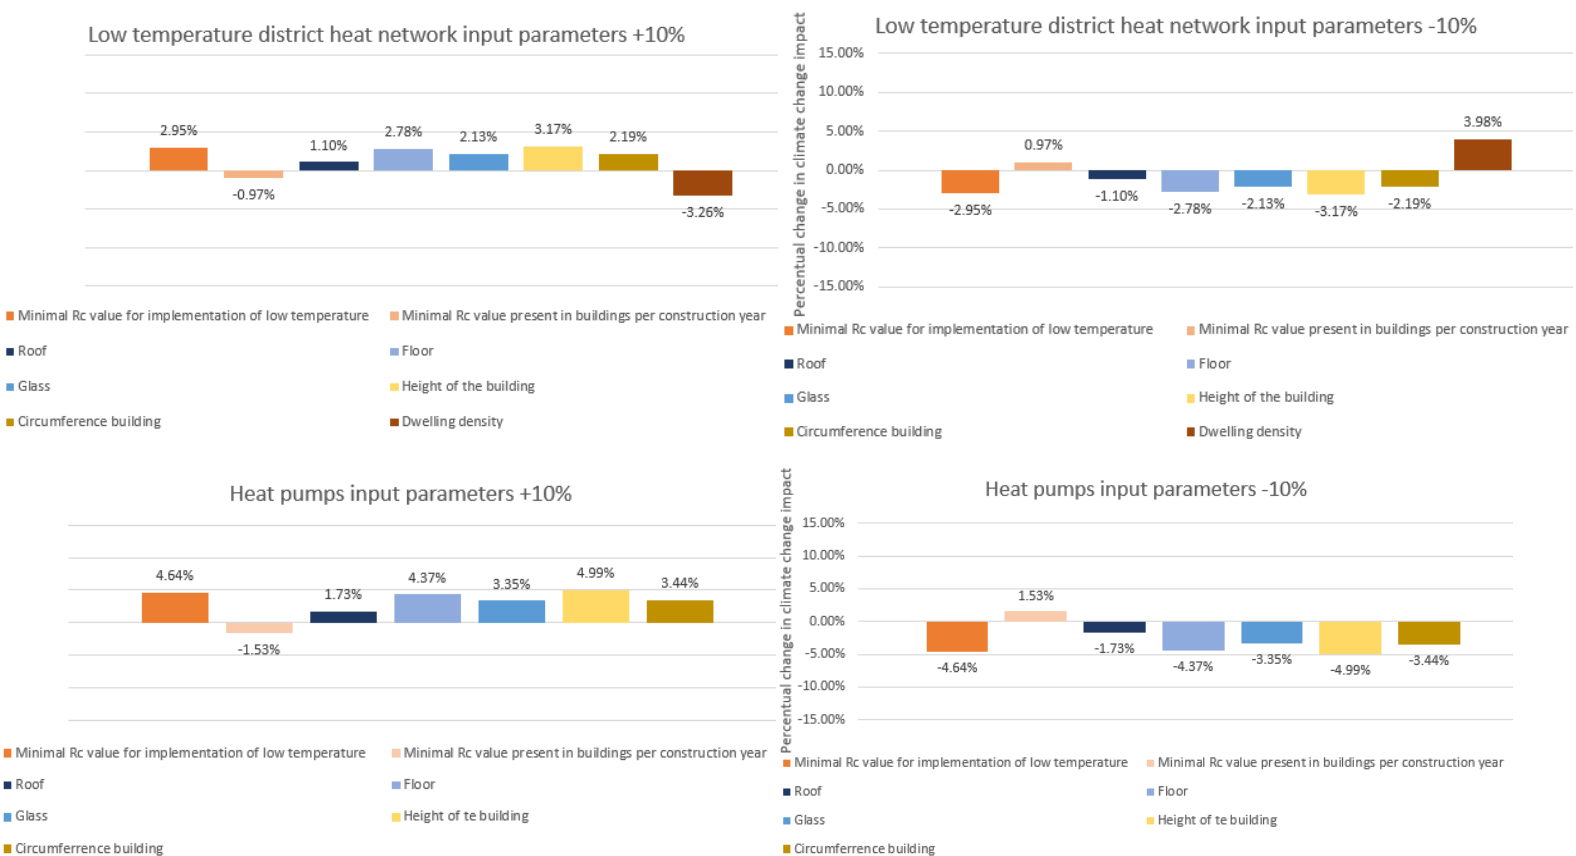 Low temperature district heat network input parameters +10%
2.95%
-0.97%
1.10%
2.78%
2.13%
3.17%
2.19%
-3.26%
Minimal Rc value for implementation of low temperature
Minimal Rc value present in buildings per construction year
Roof
Floor
Glass
Height of the building
Circumference building
Dwelling density
Low temperature district heat network input parameters -10%
Percentual change in climate change impact
15.00%
10.00%
5.00%
0.00%
-5.00%
-10.00%
-15.00%
-2.95%
0.97%
-1.10%
-2.78%
-2.13%
-3.17%
-2.19%
3.98%
Minimal Rc value for implementation of low temperature
Minimal Rc value present in buildings per construction year
Roof
Floor
Glass
Height of the building
Circumference building
Dwelling density
Heat pumps input parameters +10%
4.64%
-1.53%
1.73%
4.37%
3.35%
4.99%
3.44%
Minimal Rc value for implementation of low temperature
Minimal Rc value present in buildings per construction year
Roof
Floor
Glass
Height of te building
Circumferrence building
Heat pumps input parameters -10%
Percentual change in climate change impact
15.00%
10.00%
5.00%
0.00%
-5.00%
-10.00%
-15.00%
-4.64%
1.53%
-1.73%
-4.37%
-3.35%
-4.99%
-3.44%
Minimal Rc value for implementation of low temperature
Minimal Rc value present in buildings per construction year
Roof
Floor
Glass
Height of te building
Circumferrence building